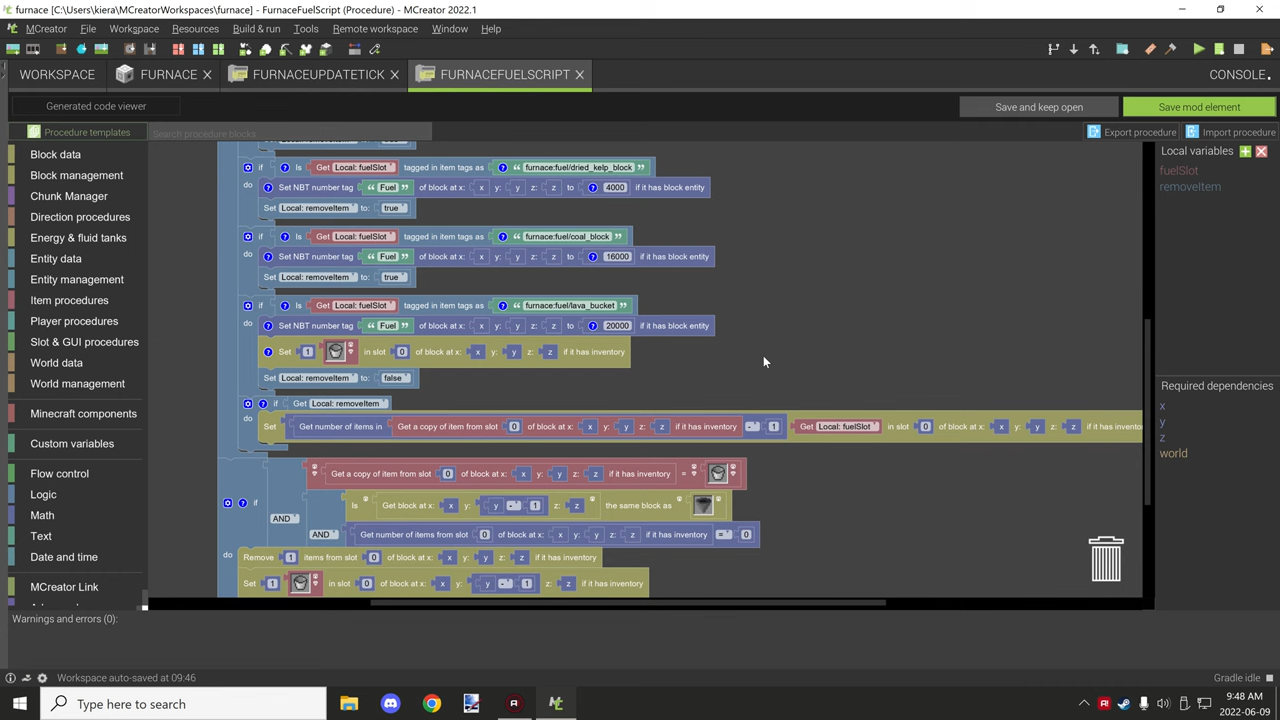 furnace [C:\Users\kiera\MCreatorWorkspaces\furnace] - FurnaceFuelScript (Procedure) - MCreator 2022.1
MCreator File Workspace Resources Build & run Tools Remote workspace Window Help
WORKSPACE FURNACE FURNACEUPDATETICK FURNACEFUELSCRIPT CONSOLE
Generated code viewer Save and keep open Save mod element
Procedure templates Search procedure blocks Export procedure Import procedure
Block data
Block management
Chunk Manager
Direction procedures
Energy & fluid tanks
Entity data
Entity management
Item procedures
Player procedures
Slot & GUI procedures
World data
World management
Minecraft components
Custom variables
Flow control
Logic
Math
Text
Date and time
MCreator Link
if Is Get Local: fuelSlot tagged in item tags as “ furnace:fuel/dried_kelp_block ”
do Set NBT number tag “ Fuel ” of block at x: x y: y z: z to 4000 if it has block entity
Set Local: removeItem to: true
if Is Get Local: fuelSlot tagged in item tags as “ furnace:fuel/coal_block ”
do Set NBT number tag “ Fuel ” of block at x: x y: y z: z to 16000 if it has block entity
Set Local: removeItem to: true
if Is Get Local: fuelSlot tagged in item tags as “ furnace:fuel/lava_bucket ”
do Set NBT number tag “ Fuel ” of block at x: x y: y z: z to 20000 if it has block entity
Set 1 in slot 0 of block at x: x y: y z: z if it has inventory
Set Local: removeItem to: false
if Get Local: removeItem
do Set Get number of items in Get a copy of item from slot 0 of block at x: x y: y z: z if it has inventory - 1 Get Local: fuelSlot in slot 0 of block at x: x y: y z: z if it has
Get a copy of item from slot 0 of block at x: x y: y z: z if it has inventory =
if Is Get block at x: x y: y - 1 z: z the same block as
AND
AND Get number of items from slot 0 of block at x: x y: y z: z if it has inventory = 0
do Remove 1 items from slot 0 of block at x: x y: y z: z if it has inventory
Set 1 in slot 0 of block at x: x y: y - 1 z: z if it has inventory
Local variables
fuelSlot
removeItem
Required dependencies
x
y
z
world
Warnings and errors (0):
Workspace auto-saved at 09:46 Gradle idle
Type here to search
9:48 AM
2022-06-09